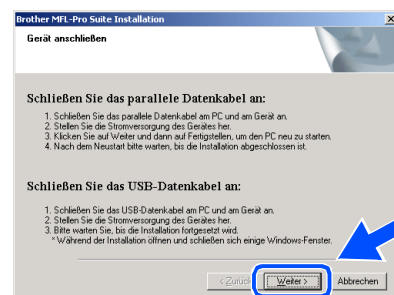 Brother MFL-Pro Suite Installation
Gerät anschließen
Schließen Sie das parallele Datenkabel an:
1. Schließen Sie das parallele Datenkabel am PC und am Gerät an.
2. Stellen Sie die Stromversorgung des Gerätes her.
3. Klicken Sie auf Weiter und dann auf Fertigstellen, um den PC neu zu starten.
4. Nach dem Neustart bitte warten, bis die Installation abgeschlossen ist.
Schließen Sie das USB-Datenkabel an:
1. Schließen Sie das USB-Datenkabel am PC und am Gerät an.
2. Stellen Sie die Stromversorgung des Gerätes her.
3. Bitte warten Sie, bis die Installation fortgesetzt wird.
* Während der Installation öffnen und schließen sich einige Windows-Fenster.
< Zurück Weiter > Abbrechen